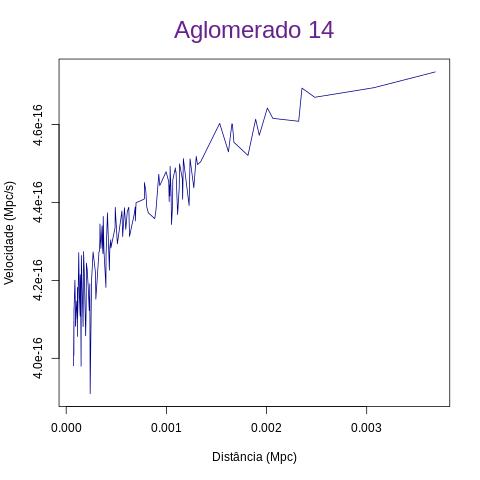 Aglomerado 14
Velocidade (Mpc/s)
4.6e-16
4.4e-16
4.2e-16
4.0e-16
0.000 0.001 0.002 0.003
Distância (Mpc)